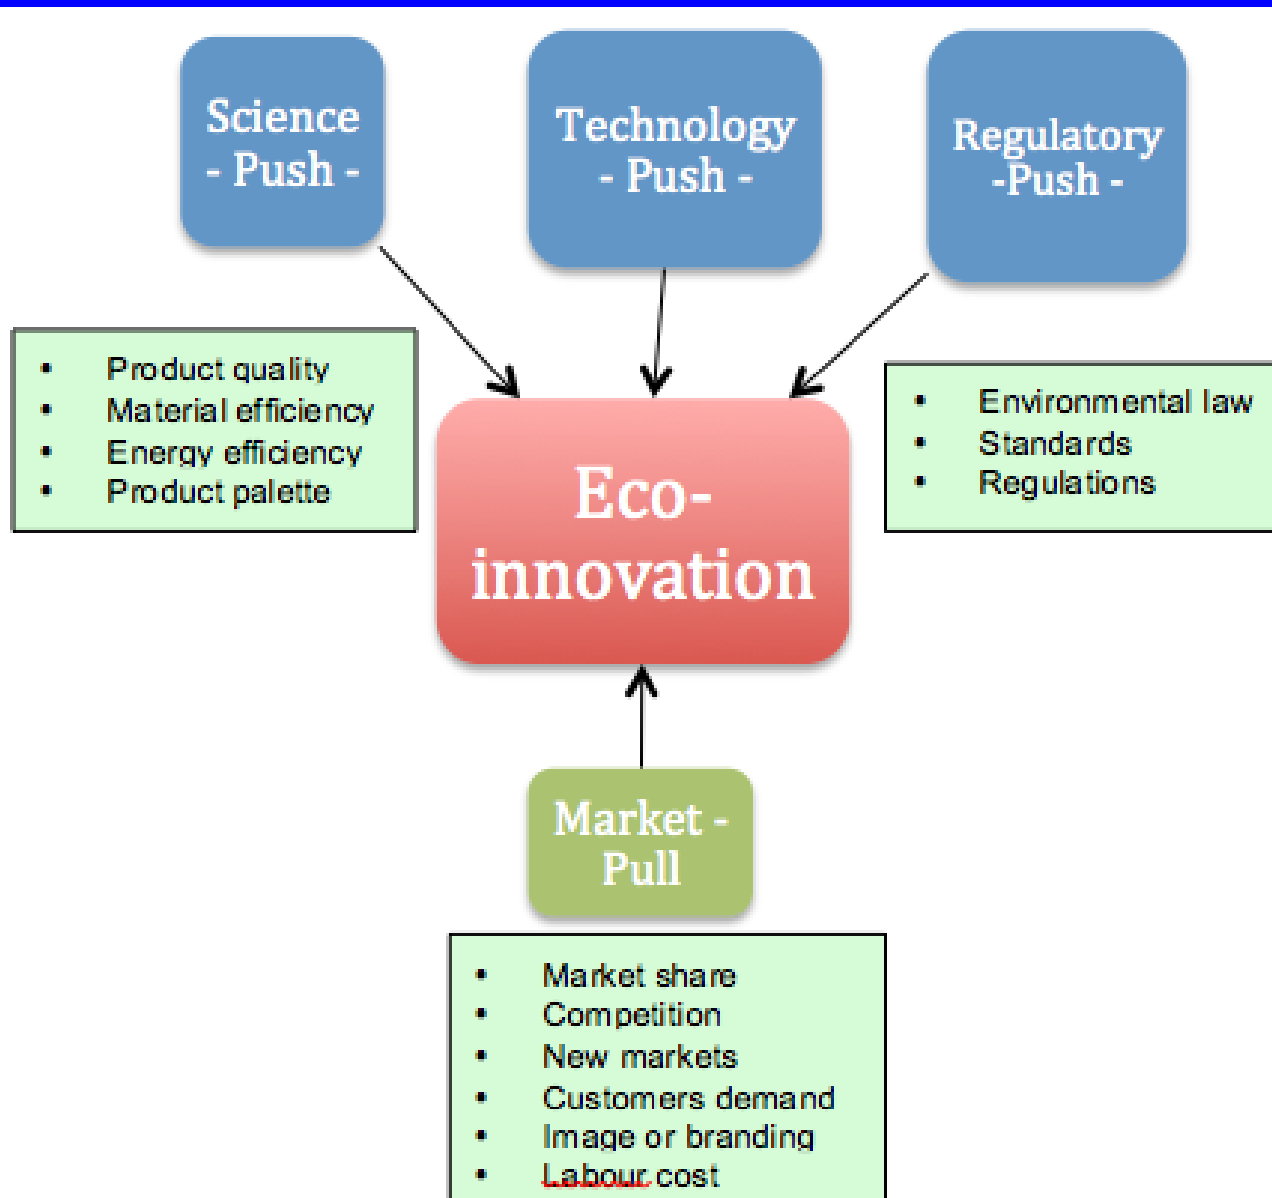 Science
- Push -
Technology
- Push -
Regulatory
-Push -
• Product quality
• Material efficiency
• Energy efficiency
• Product palette
• Environmental law
• Standards
• Regulations
Eco-
innovation
Market -
Pull
• Market share
• Competition
• New markets
• Customers demand
• Image or branding
• Labour cost